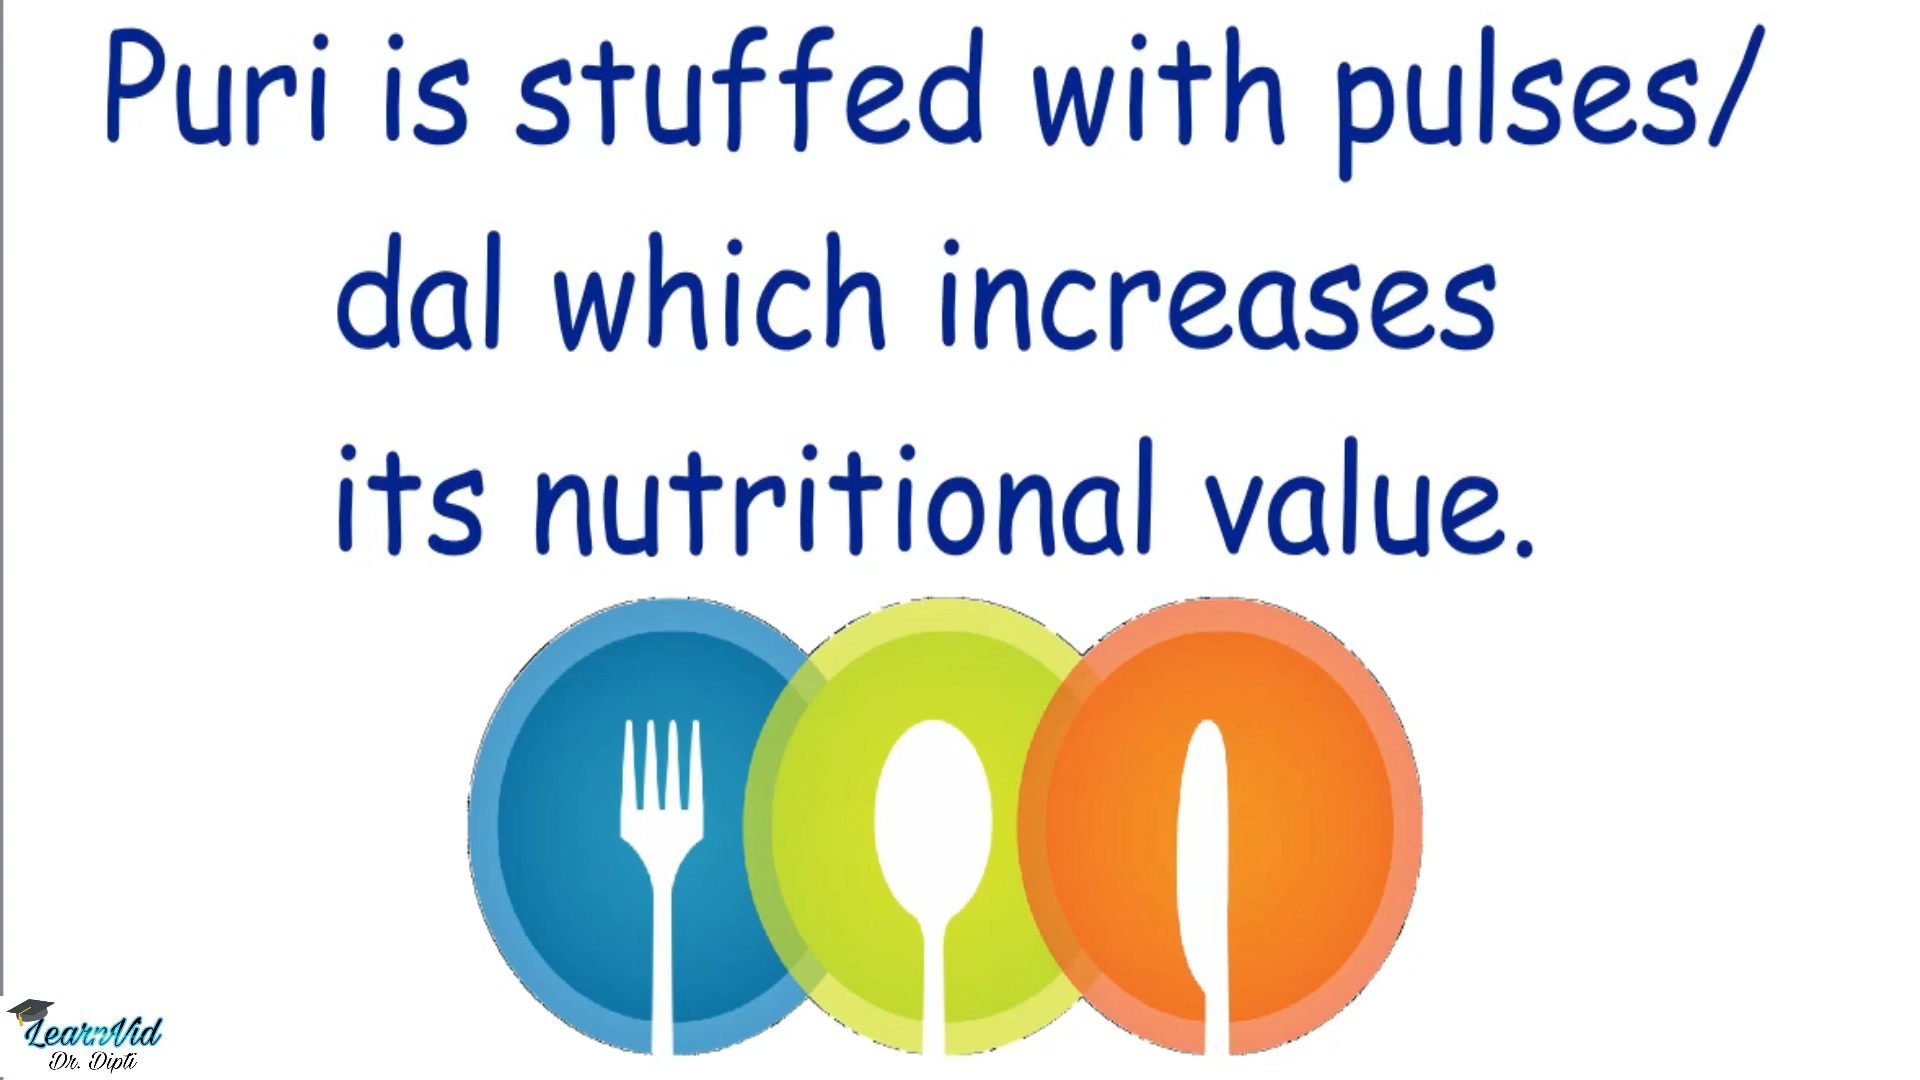 Puri is stuffed with pulses/
dal which increases
its nutritional value.
LearnVid
Dr. Dipti